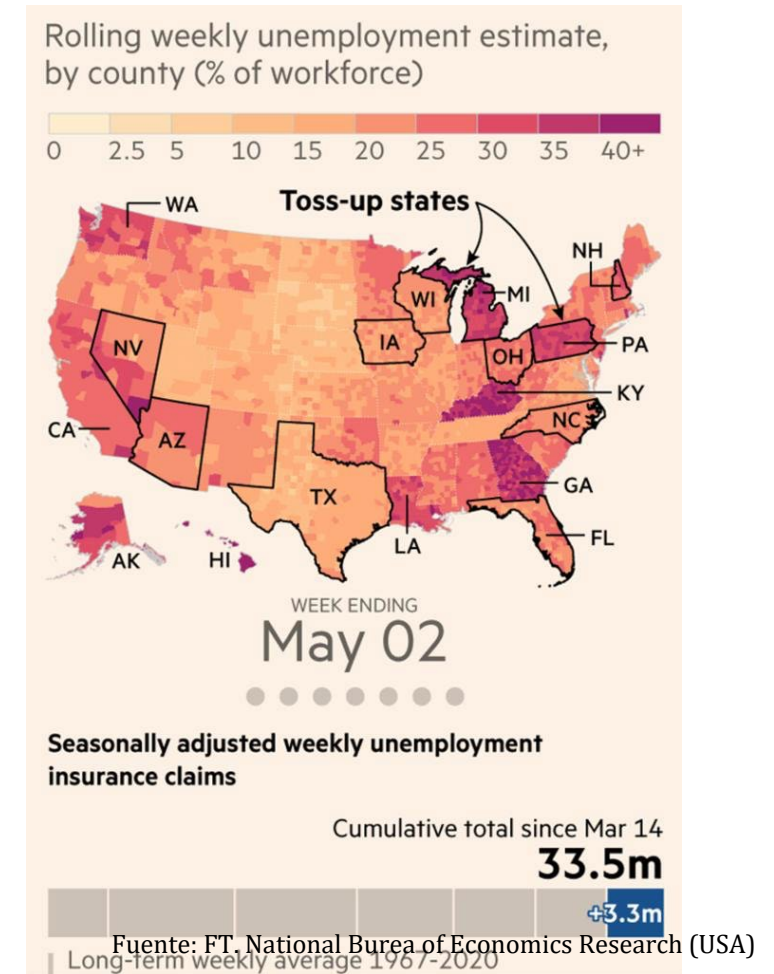 Rolling weekly unemployment estimate,
by county (% of workforce)
0 2.5 5 10 15 20 25 30 35 40+
Toss-up states
WA
NH
WI
MI
NV
IA
OH
PA
KY
CA
AZ
NC
TX
GA
LA
FL
AK
HI
WEEK ENDING
May 02
Seasonally adjusted weekly unemployment
insurance claims
Cumulative total since Mar 14
33.5m
+3.3m
Fuente: FT. National Burea of Economics Research (USA)
Long-term weekly average 1967-2020